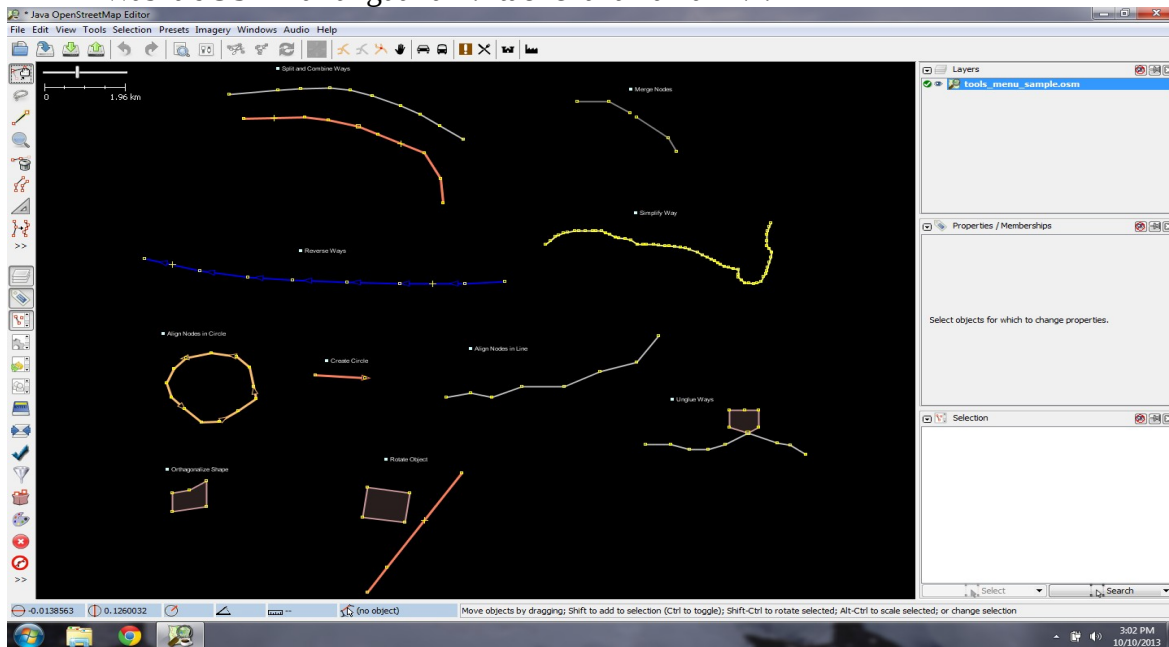 * Java OpenStreetMap Editor
File Edit View Tools Selection Presets Imagery Windows Audio Help
0 1.96 km
Split and Combine Ways
Merge Nodes
Simplify Way
Reverse Ways
Align Nodes in Circle
Create Circle
Align Nodes in Line
Unglue Ways
Orthagonalize Shape
Rotate Object
>>
>>
Layers
tools_menu_sample.osm
Properties / Memberships
Select objects for which to change properties.
Selection
Select
Search
-0.0138563 0.1260032 -- (no object) Move objects by dragging; Shift to add to selection (Ctrl to toggle); Shift-Ctrl to rotate selected; Alt-Ctrl to scale selected; or change selection
3:02 PM
10/10/2013